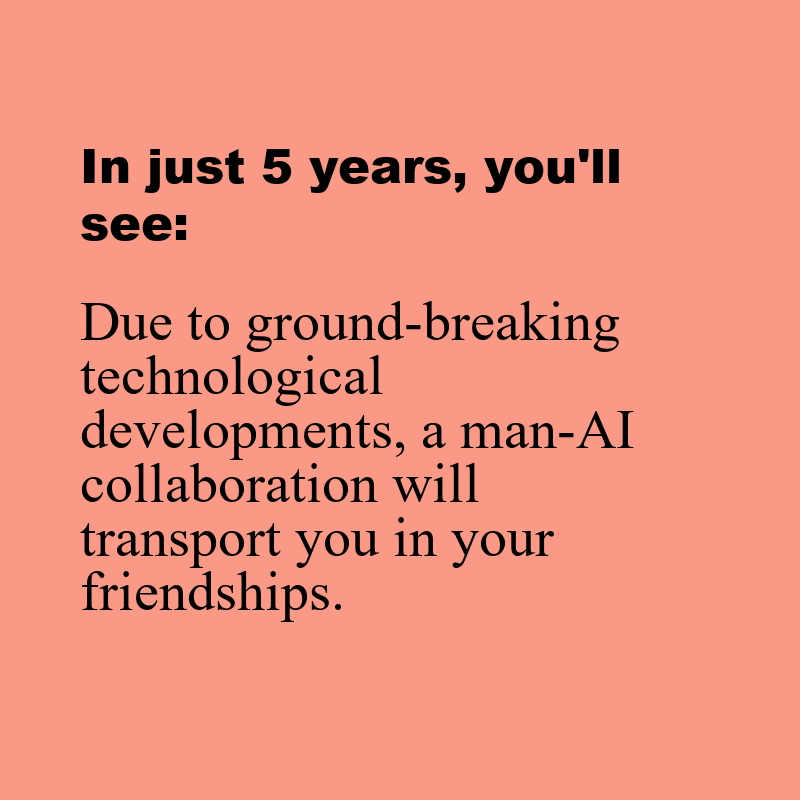 In just 5 years, you'll
see:
Due to ground-breaking
technological
developments, a man-AI
collaboration will
transport you in your
friendships.